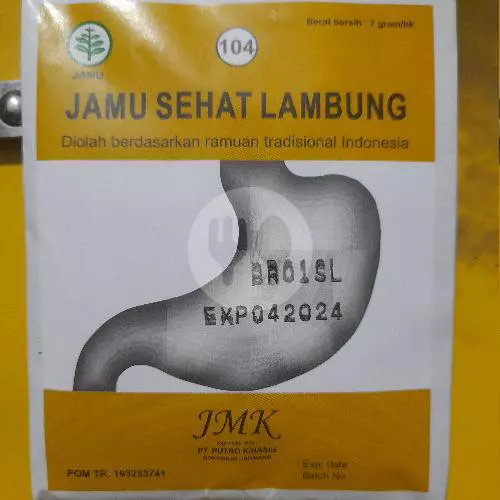 Berat bersih : 7 gram/bk
104
JAMU
JAMU SEHAT LAMBUNG
Diolah berdasarkan ramuan tradisional Indonesia
BR01SL
EXP042024
JMK
PT. PUTRO KINASIH
POM TR. 193253741
Exp. date
Batch No